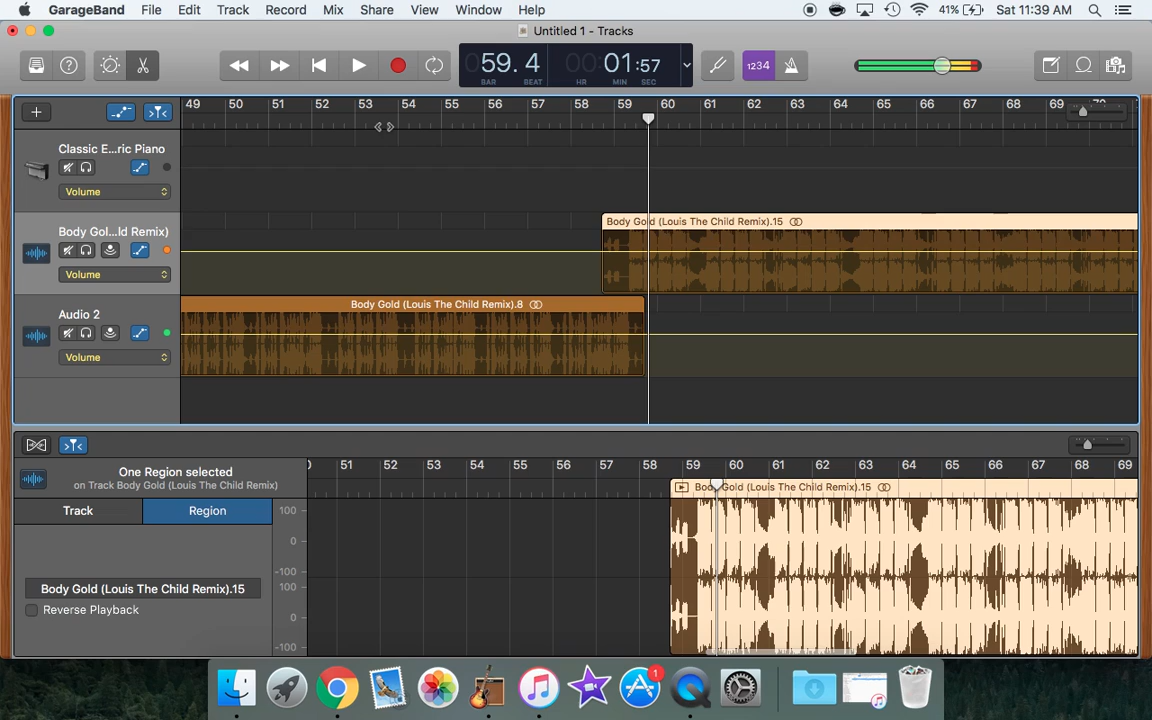 GarageBand File Edit Track Record Mix Share View Window Help 41% Sat 11:39 AM
Untitled 1 - Tracks
59. 4 01:57
BAR BEAT HR MIN SEC
1234
49 50 51 52 53 54 55 56 57 58 59 60 61 62 63 64 65 66 67 68 69 70
Classic E...ric Piano
Volume
Body Gol...ld Remix)
Volume
Body Gold (Louis The Child Remix).15
Audio 2
Volume
Body Gold (Louis The Child Remix).8
One Region selected
on Track Body Gold (Louis The Child Remix)
51 52 53 54 55 56 57 58 59 60 61 62 63 64 65 66 67 68 69
Track Region
Body Gold (Louis The Child Remix).15
100
0
-100
100
0
-100
Body Gold (Louis The Child Remix).15
Reverse Playback
1